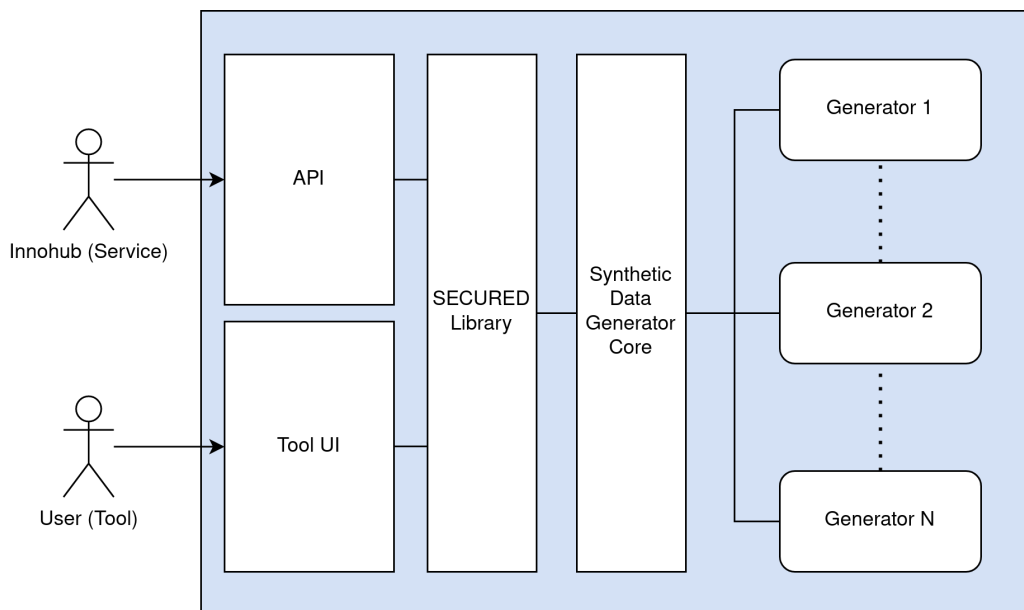 Innohub (Service)
User (Tool)
API
Tool UI
SECURED
Library
Synthetic
Data
Generator
Core
Generator 1
Generator 2
Generator N